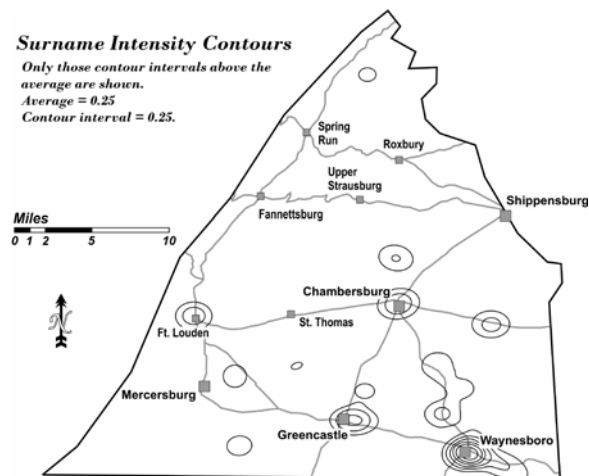 Surname Intensity Contours
Only those contour intervals above the
average are shown.
Average = 0.25
Contour interval = 0.25.
Spring
Run
Roxbury
Upper
Strausburg
Shippensburg
Fannettsburg
Miles
0 1 2 5 10
Chambersburg
N
Ft. Louden
St. Thomas
Mercersburg
Greencastle
Waynesboro